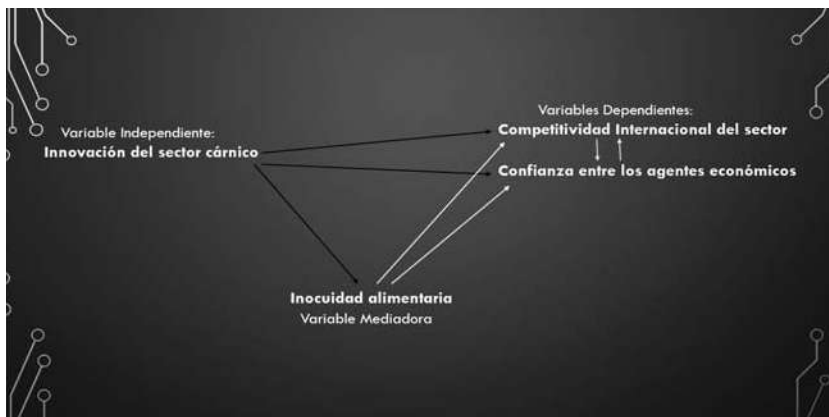 Variable Independiente:
Innovación del sector cárnico
Variables Dependientes:
Competitividad Internacional del sector
Confianza entre los agentes económicos
Inocuidad alimentaria
Variable Mediadora